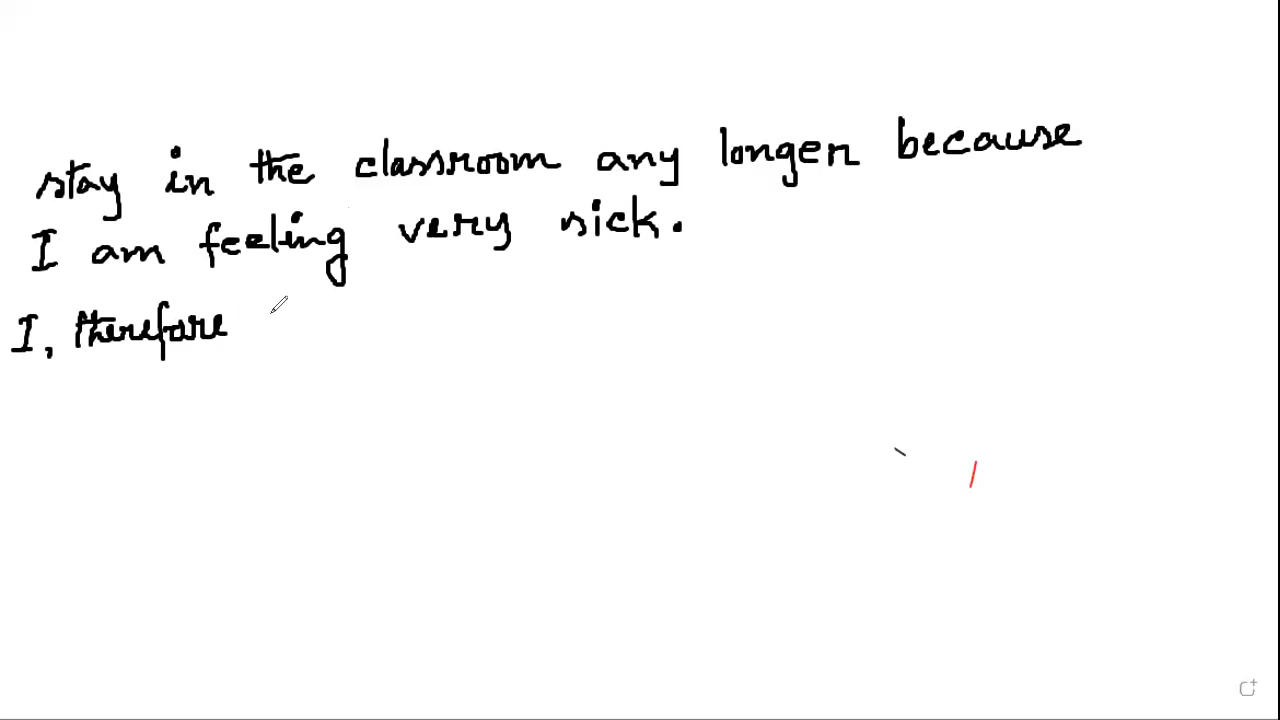 stay in the classroom any longer because
I am feeling very sick.
I, therefore